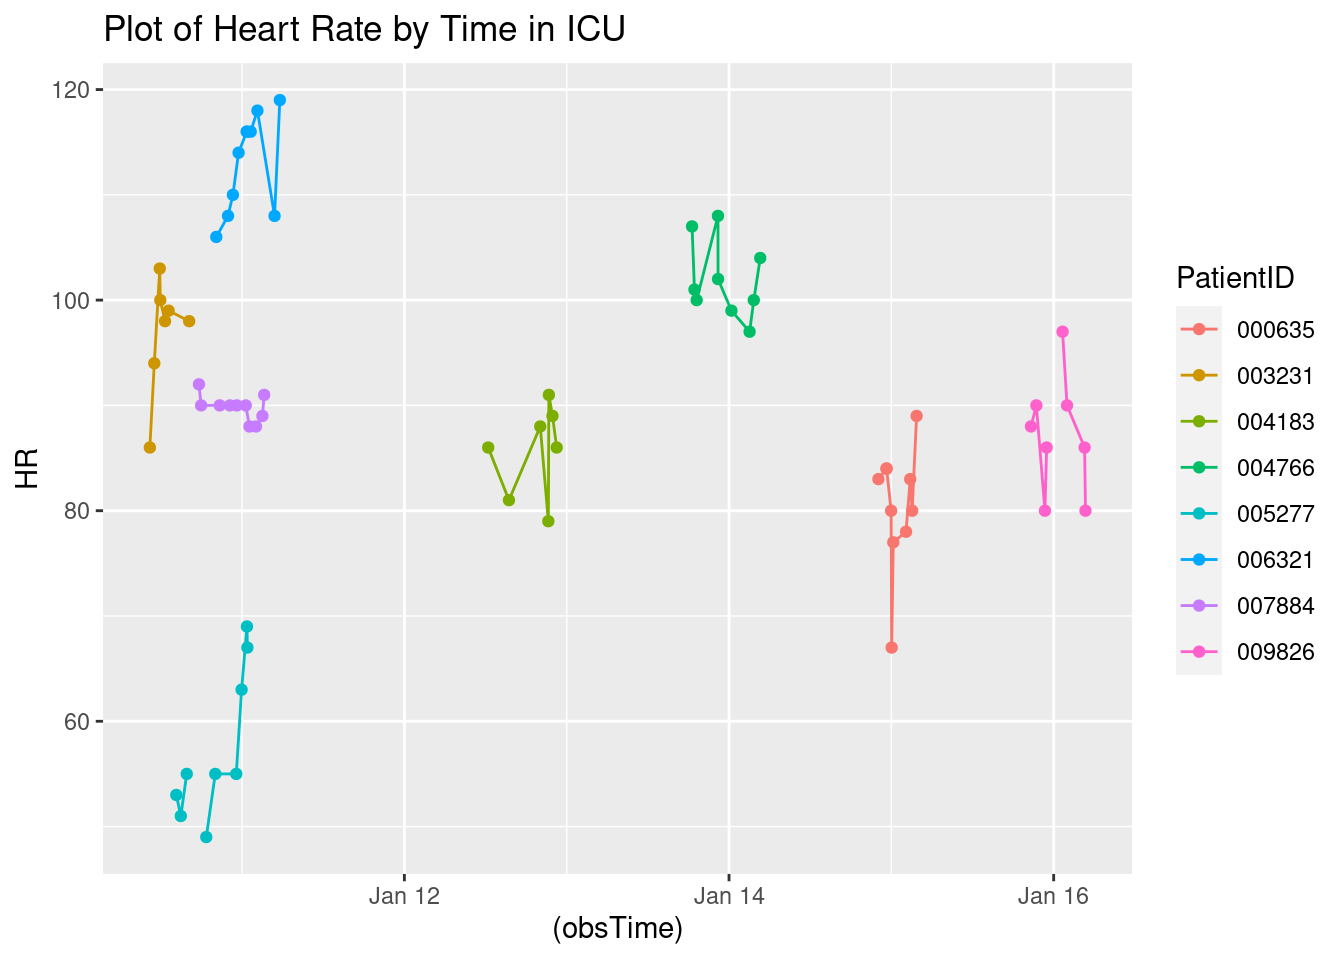 Plot of Heart Rate by Time in ICU
120
100
80
60
HR
Jan 12
Jan 14
Jan 16
(obsTime)
PatientID
000635
003231
004183
004766
005277
006321
007884
009826